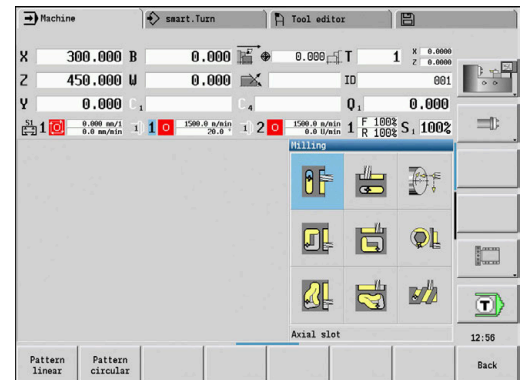 Machine smart.Turn Tool editor
X 300.000 B 0.000 0.000 T 1 X 0.0000
Z 0.0000
Z 450.000 W 0.000 ID 001
Y 0.000 C1 C4 Q1 0.000
S1 1 0.000 mm/1 0.0 mm/min 1 1 1500.0 m/min 20.0 ° 1 2 1500.0 m/min 0.0 U/min 1 F 100% R 100% S1 100%
Milling
Axial slot
T
12:56
Pattern linear Pattern circular Back